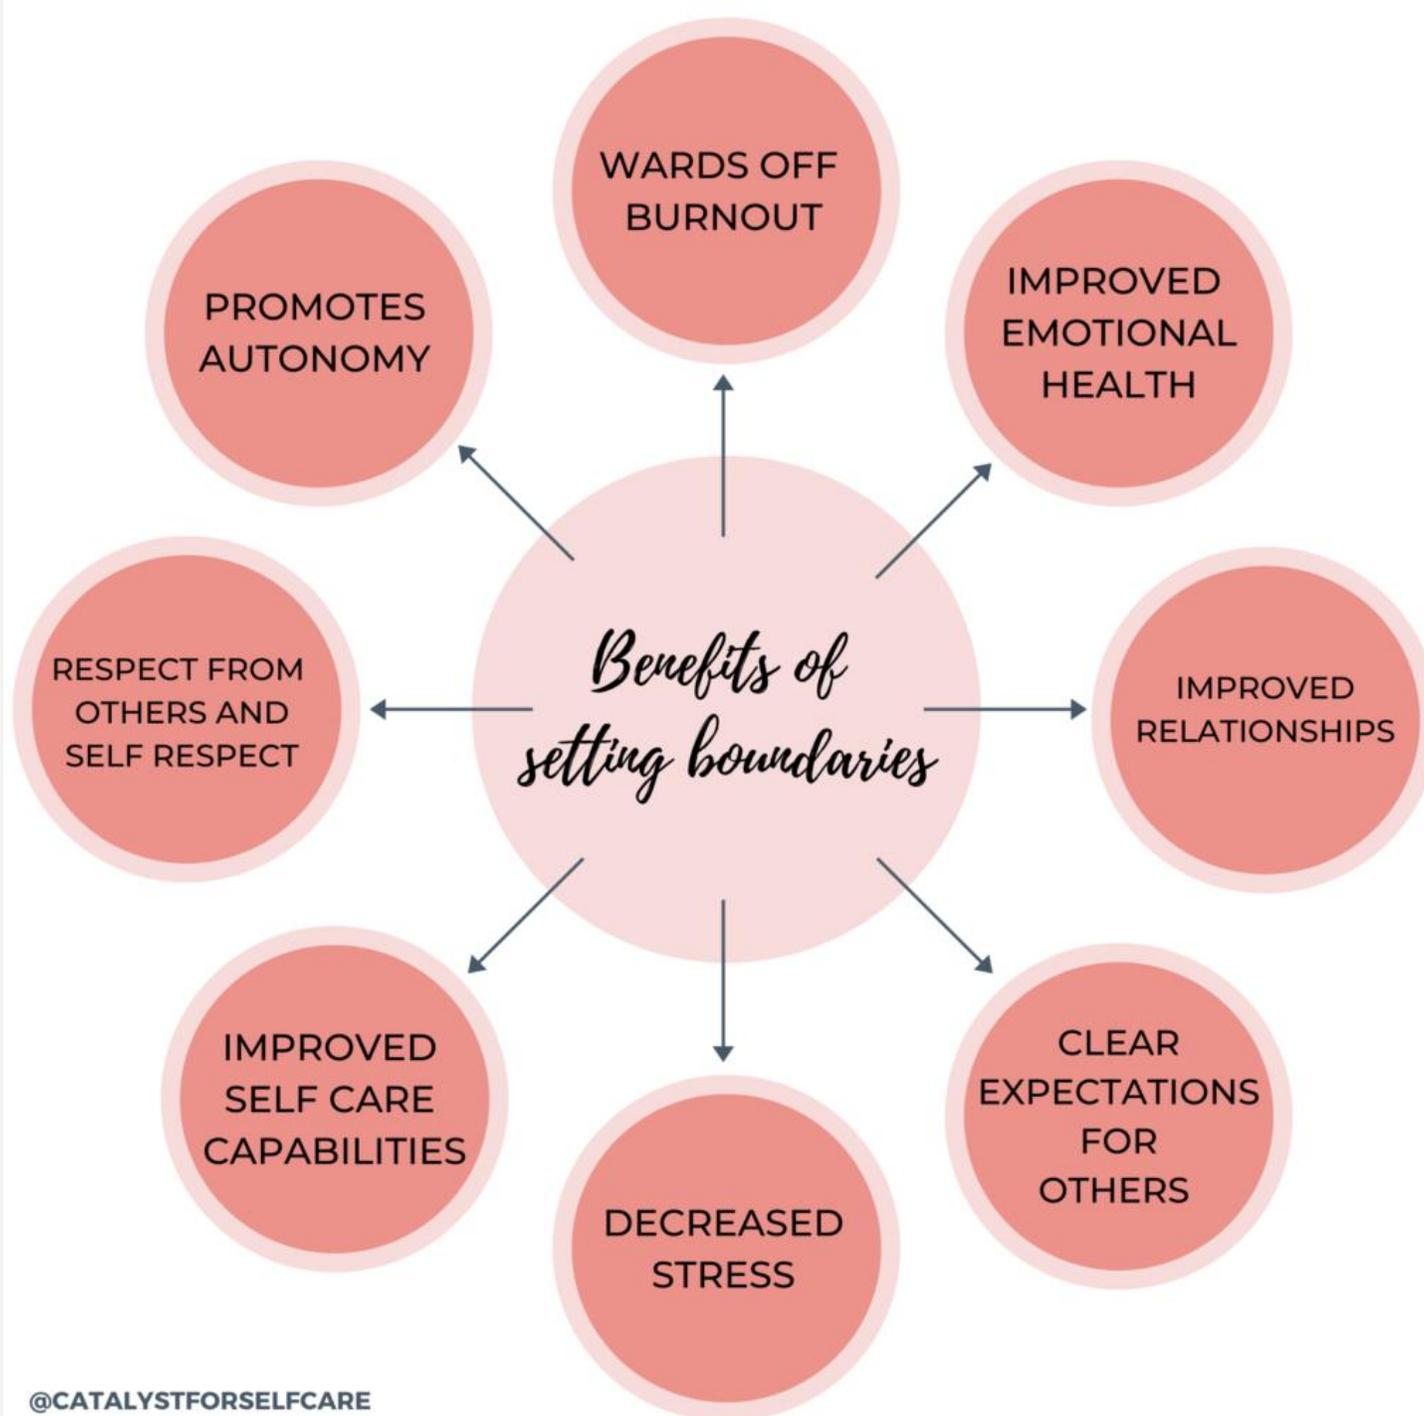 WARDS OFF
BURNOUT
IMPROVED
EMOTIONAL
HEALTH
IMPROVED
RELATIONSHIPS
CLEAR
EXPECTATIONS
FOR
OTHERS
DECREASED
STRESS
IMPROVED
SELF CARE
CAPABILITIES
RESPECT FROM
OTHERS AND
SELF RESPECT
PROMOTES
AUTONOMY
Benefits of
setting boundaries
@CATALYSTFORSELFCARE